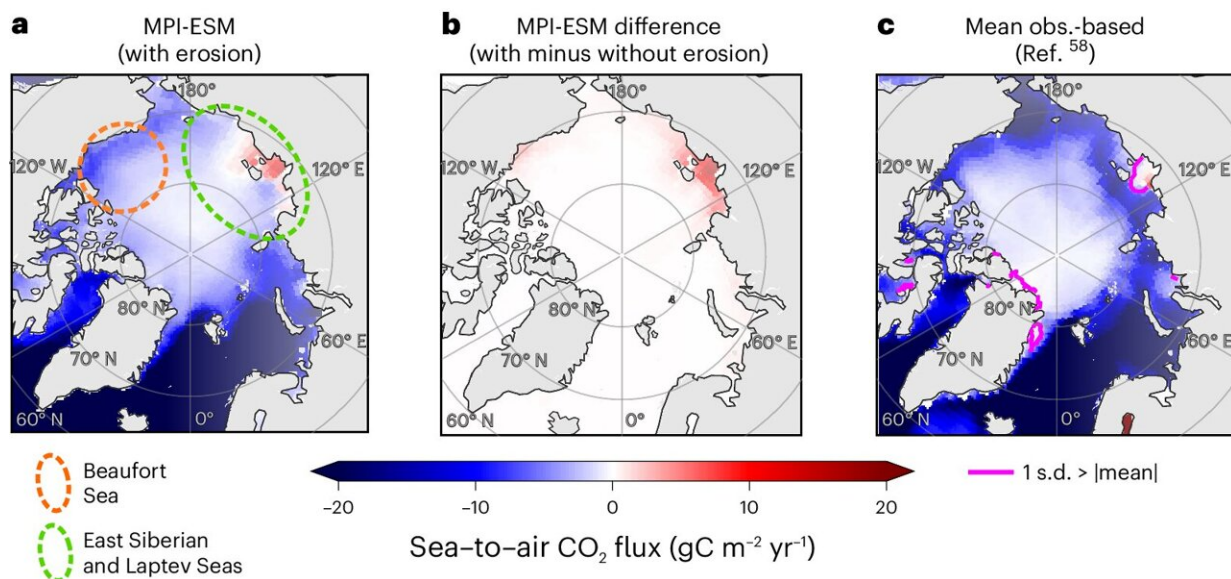 a
MPI-ESM
(with erosion)
180°
120° W
120° E
80° N
70° N
60° E
60° N
0°
b
MPI-ESM difference
(with minus without erosion)
180°
120° W
120° E
80° N
70° N
60° E
60° N
0°
c
Mean obs.-based
(Ref. 58)
180°
120° W
120° E
80° N
70° N
60° E
60° N
0°
Beaufort
Sea
East Siberian
and Laptev Seas
−20
−10
0
10
20
Sea–to–air CO₂ flux (gC m⁻² yr⁻¹)
1 s.d. > |mean|